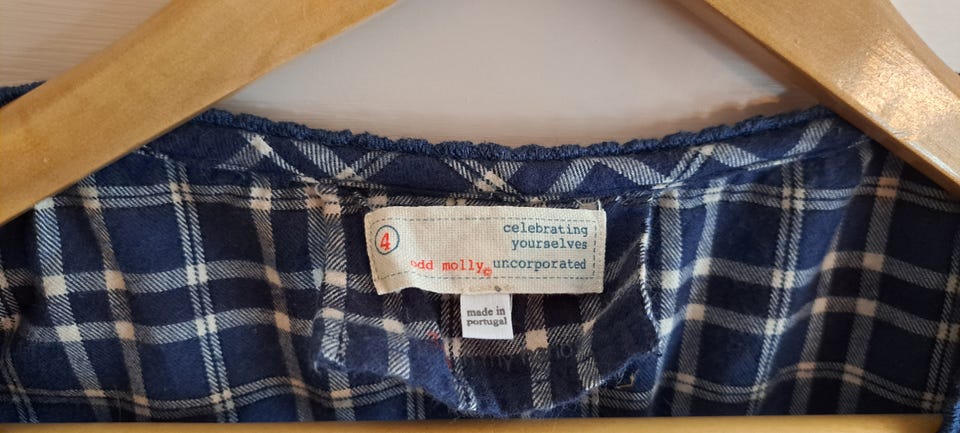 4
celebrating
yourselves
odd molly© uncorporated
made in
portugal